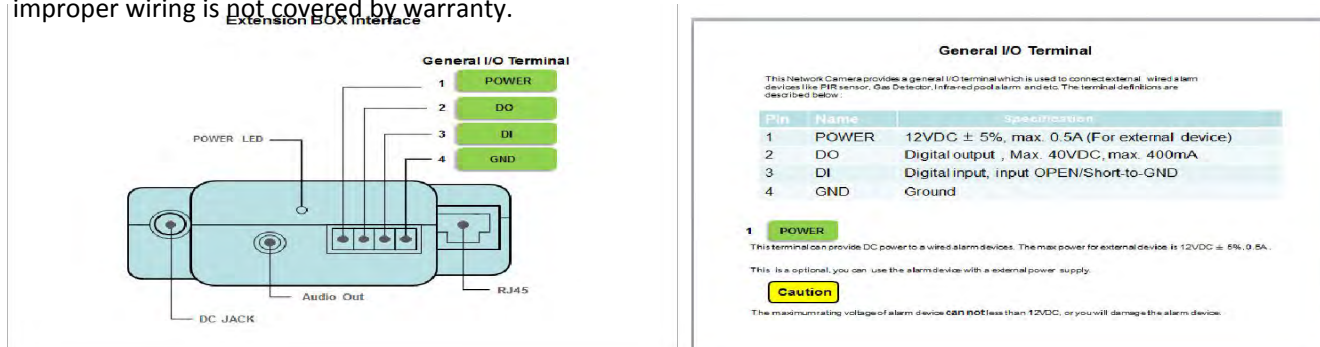 improper wiring is not covered by warranty.
Extension BOX Interface
General I/O Terminal
1 POWER
2 DO
3 DI
4 GND
POWER LED
Audio Out
RJ45
DC JACK
General I/O Terminal
This Network Camera provides a general I/O terminal which is used to connect external wired alarm
devices like PIR sensor, Gas Detector, Infra-red pool alarm and etc. The terminal definitions are
described below :
Pin Name Specification
1 POWER 12VDC ± 5%, max. 0.5A (For external device)
2 DO Digital output , Max. 40VDC, max. 400mA
3 DI Digital input, input OPEN/Short-to-GND
4 GND Ground
1 POWER
This terminal can provide DC power to a wired alarm devices. The max power for external device is 12VDC ± 5%, 0.5A .
This is a optional, you can use the alarm device with a external power supply.
Caution
The maximum rating voltage of alarm device can not less than 12VDC, or you will damage the alarm device.